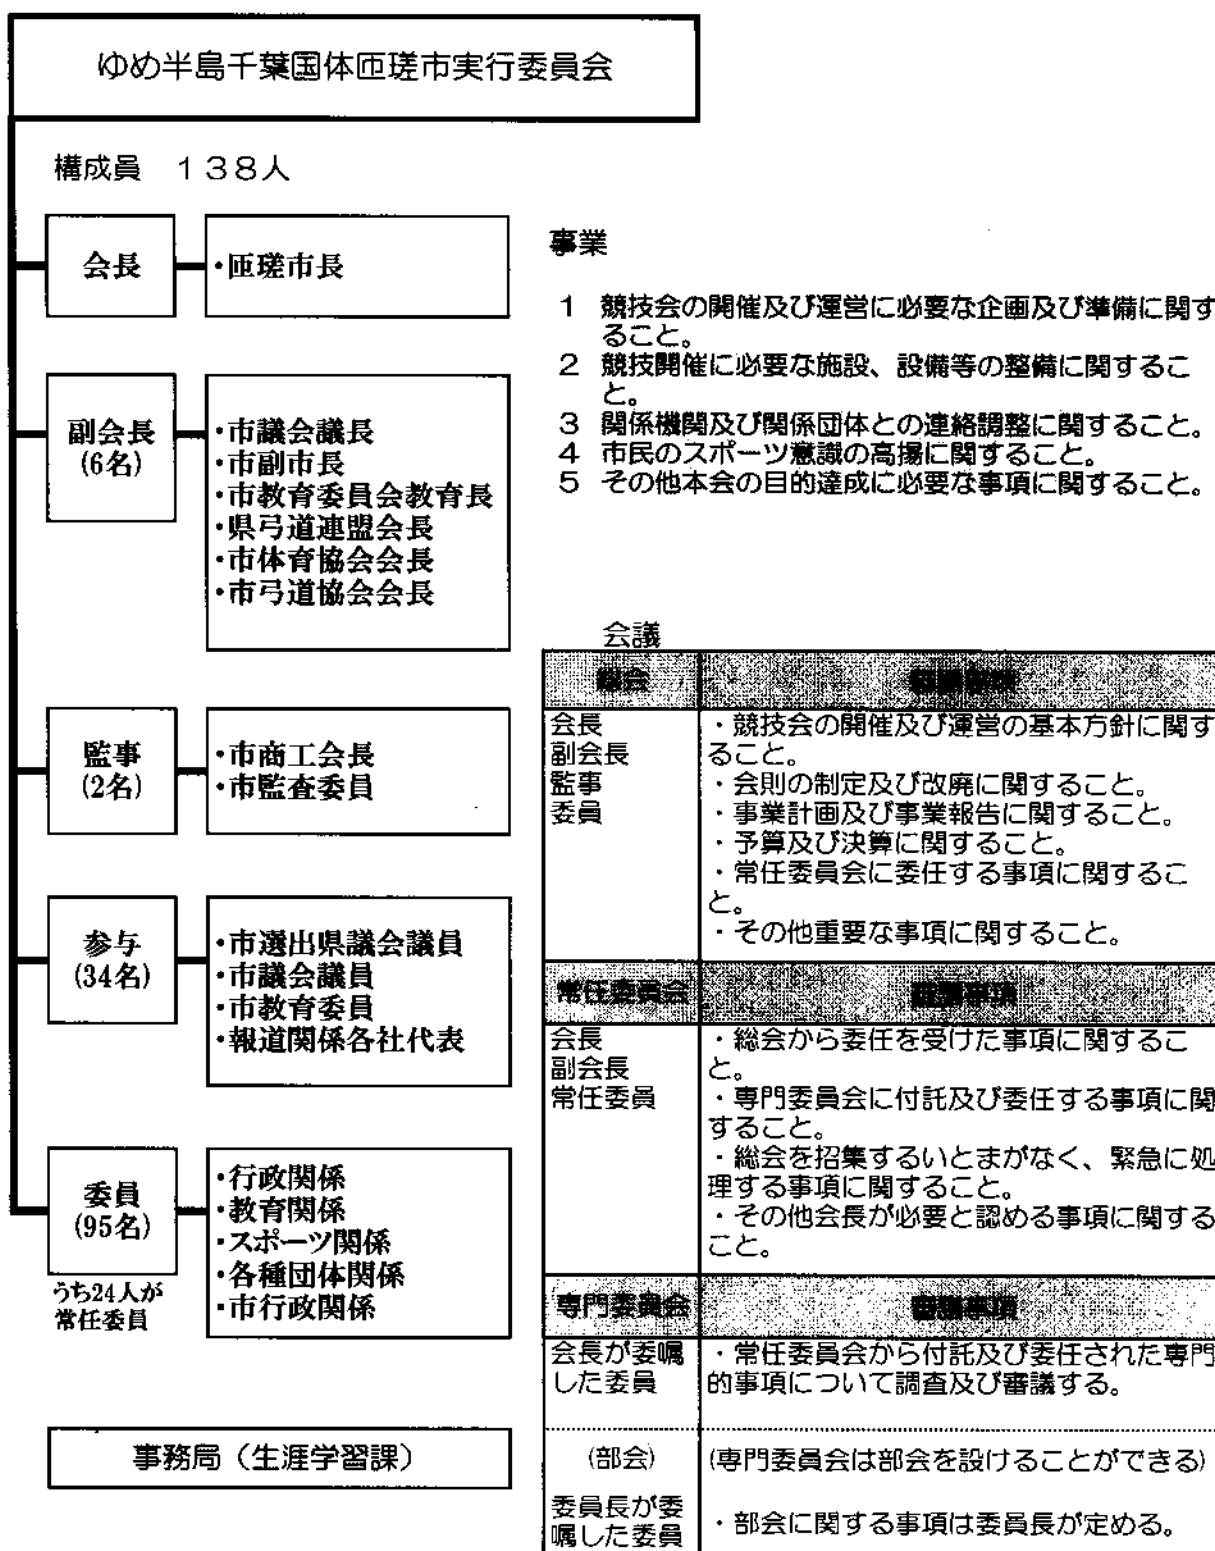 ゆめ半島千葉国体匝瑳市実行委員会
構成員　１３８人
会長
・匝瑳市長
副会長
(6名)
・市議会議長
・市副市長
・市教育委員会教育長
・県弓道連盟会長
・市体育協会会長
・市弓道協会会長
監事
(2名)
・市商工会長
・市監査委員
参与
(34名)
・市選出県議会議員
・市議会議員
・市教育委員
・報道関係各社代表
委員
(95名)
うち24人が
常任委員
・行政関係
・教育関係
・スポーツ関係
・各種団体関係
・市行政関係
事務局（生涯学習課）
事業
１　競技会の開催及び運営に必要な企画及び準備に関す
ること。
２　競技開催に必要な施設、設備等の整備に関するこ
と。
３　関係機関及び関係団体との連絡調整に関すること。
４　市民のスポーツ意識の高揚に関すること。
５　その他本会の目的達成に必要な事項に関すること。
会議
総会
会長
副会長
監事
委員
・競技会の開催及び運営の基本方針に関す
ること。
・会則の制定及び改廃に関すること。
・事業計画及び事業報告に関すること。
・予算及び決算に関すること。
・常任委員会に委任する事項に関するこ
と。
・その他重要な事項に関すること。
常任委員会
会長
副会長
常任委員
・総会から委任を受けた事項に関するこ
と。
・専門委員会に付託及び委任する事項に関
すること。
・総会を招集するいとまがなく、緊急に処
理する事項に関すること。
・その他会長が必要と認める事項に関する
こと。
専門委員会
審議事項
会長が委嘱
した委員
・常任委員会から付託及び委任された専門
的事項について調査及び審議する。
(部会)
(専門委員会は部会を設けることができる)
委員長が委
嘱した委員
・部会に関する事項は委員長が定める。